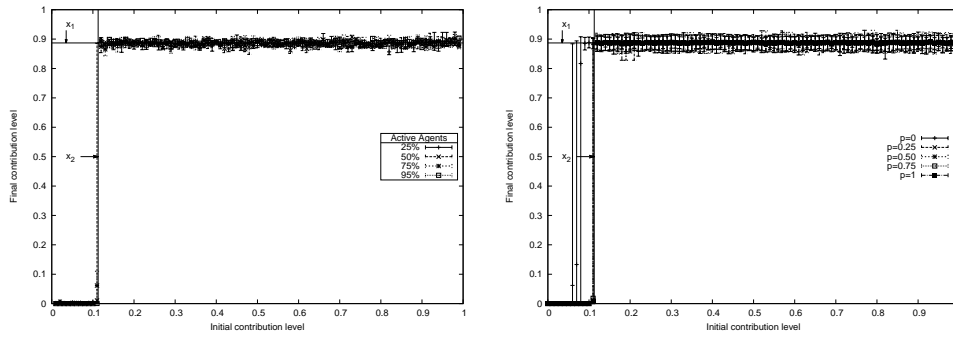 1
0.9
0.8
0.7
0.6
0.5
0.4
0.3
0.2
0.1
0
Final contribution level
x1
x2
Active Agents
25%
50%
75%
95%
0 0.1 0.2 0.3 0.4 0.5 0.6 0.7 0.8 0.9 1
Initial contribution level
1
0.9
0.8
0.7
0.6
0.5
0.4
0.3
0.2
0.1
0
Final contribution level
x1
x2
p=0
p=0.25
p=0.50
p=0.75
p=1
0 0.1 0.2 0.3 0.4 0.5 0.6 0.7 0.8 0.9
Initial contribution level